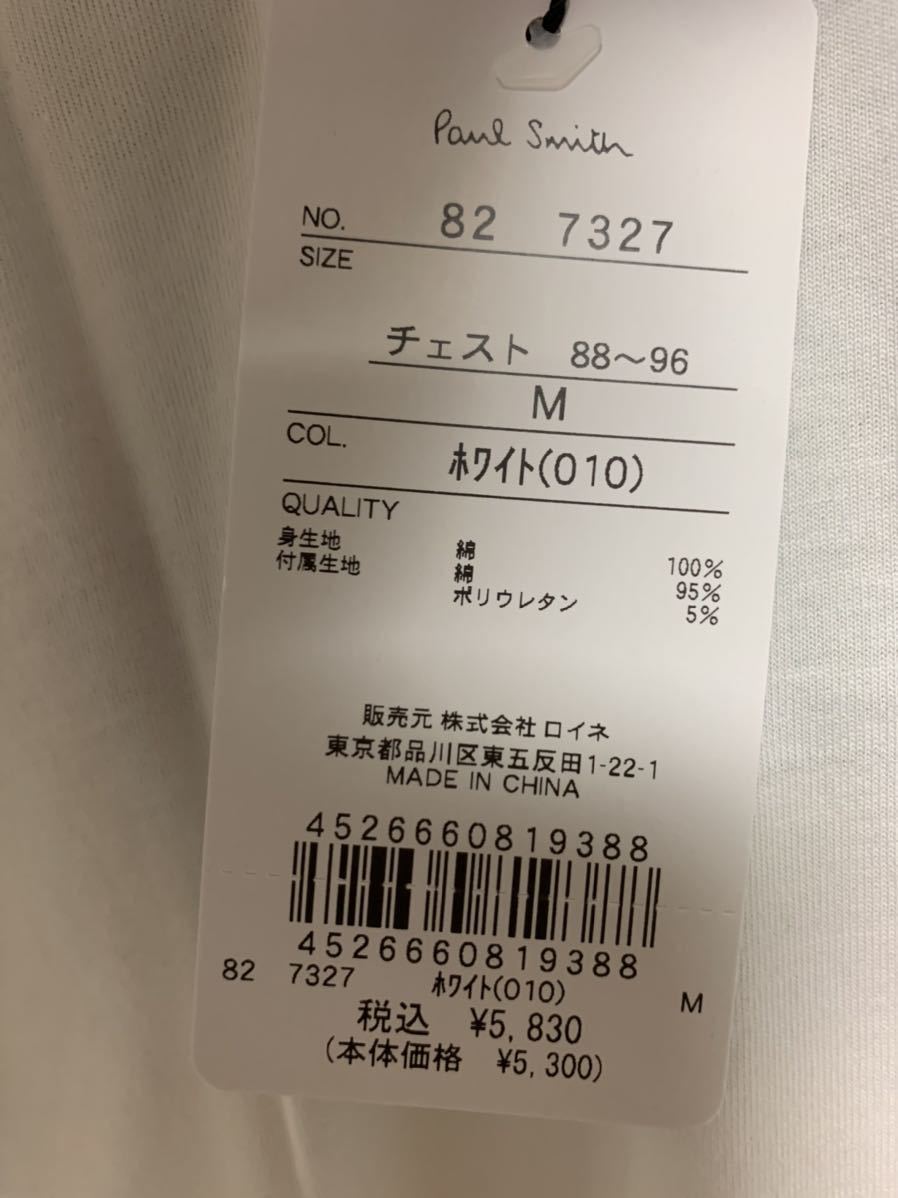 Paul Smith
NO. 82 7327
SIZE
チェスト 88～96
M
COL.
ホワイト(010)
QUALITY
身生地 綿 100%
付属生地 綿 95%
ポリウレタン 5%
販売元 株式会社 ロイネ
東京都品川区東五反田1-22-1
MADE IN CHINA
4526660819388
4526660819388
82 7327 ホワイト(010) M
税込 ¥5,830
(本体価格 ¥5,300)